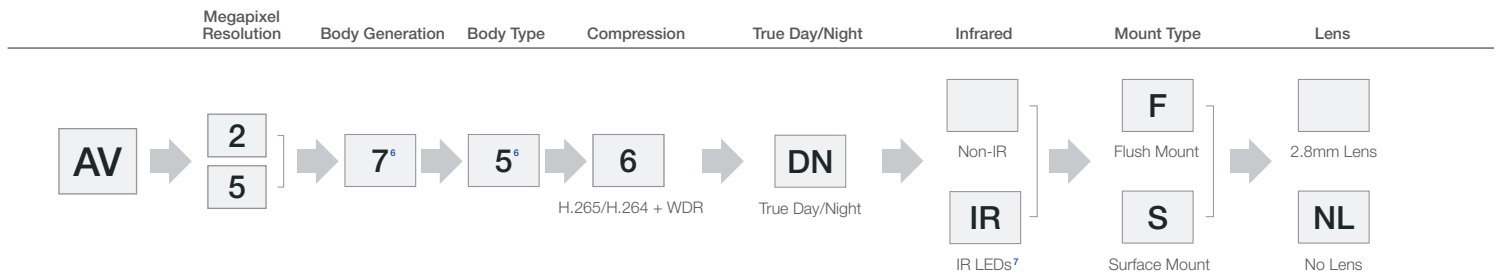 Megapixel
Resolution
Body Generation
Body Type
Compression
True Day/Night
Infrared
Mount Type
Lens
AV
2
5
7⁶
5⁶
6
H.265/H.264 + WDR
DN
True Day/Night
Non-IR
IR
IR LEDs⁷
F
Flush Mount
S
Surface Mount
2.8mm Lens
NL
No Lens